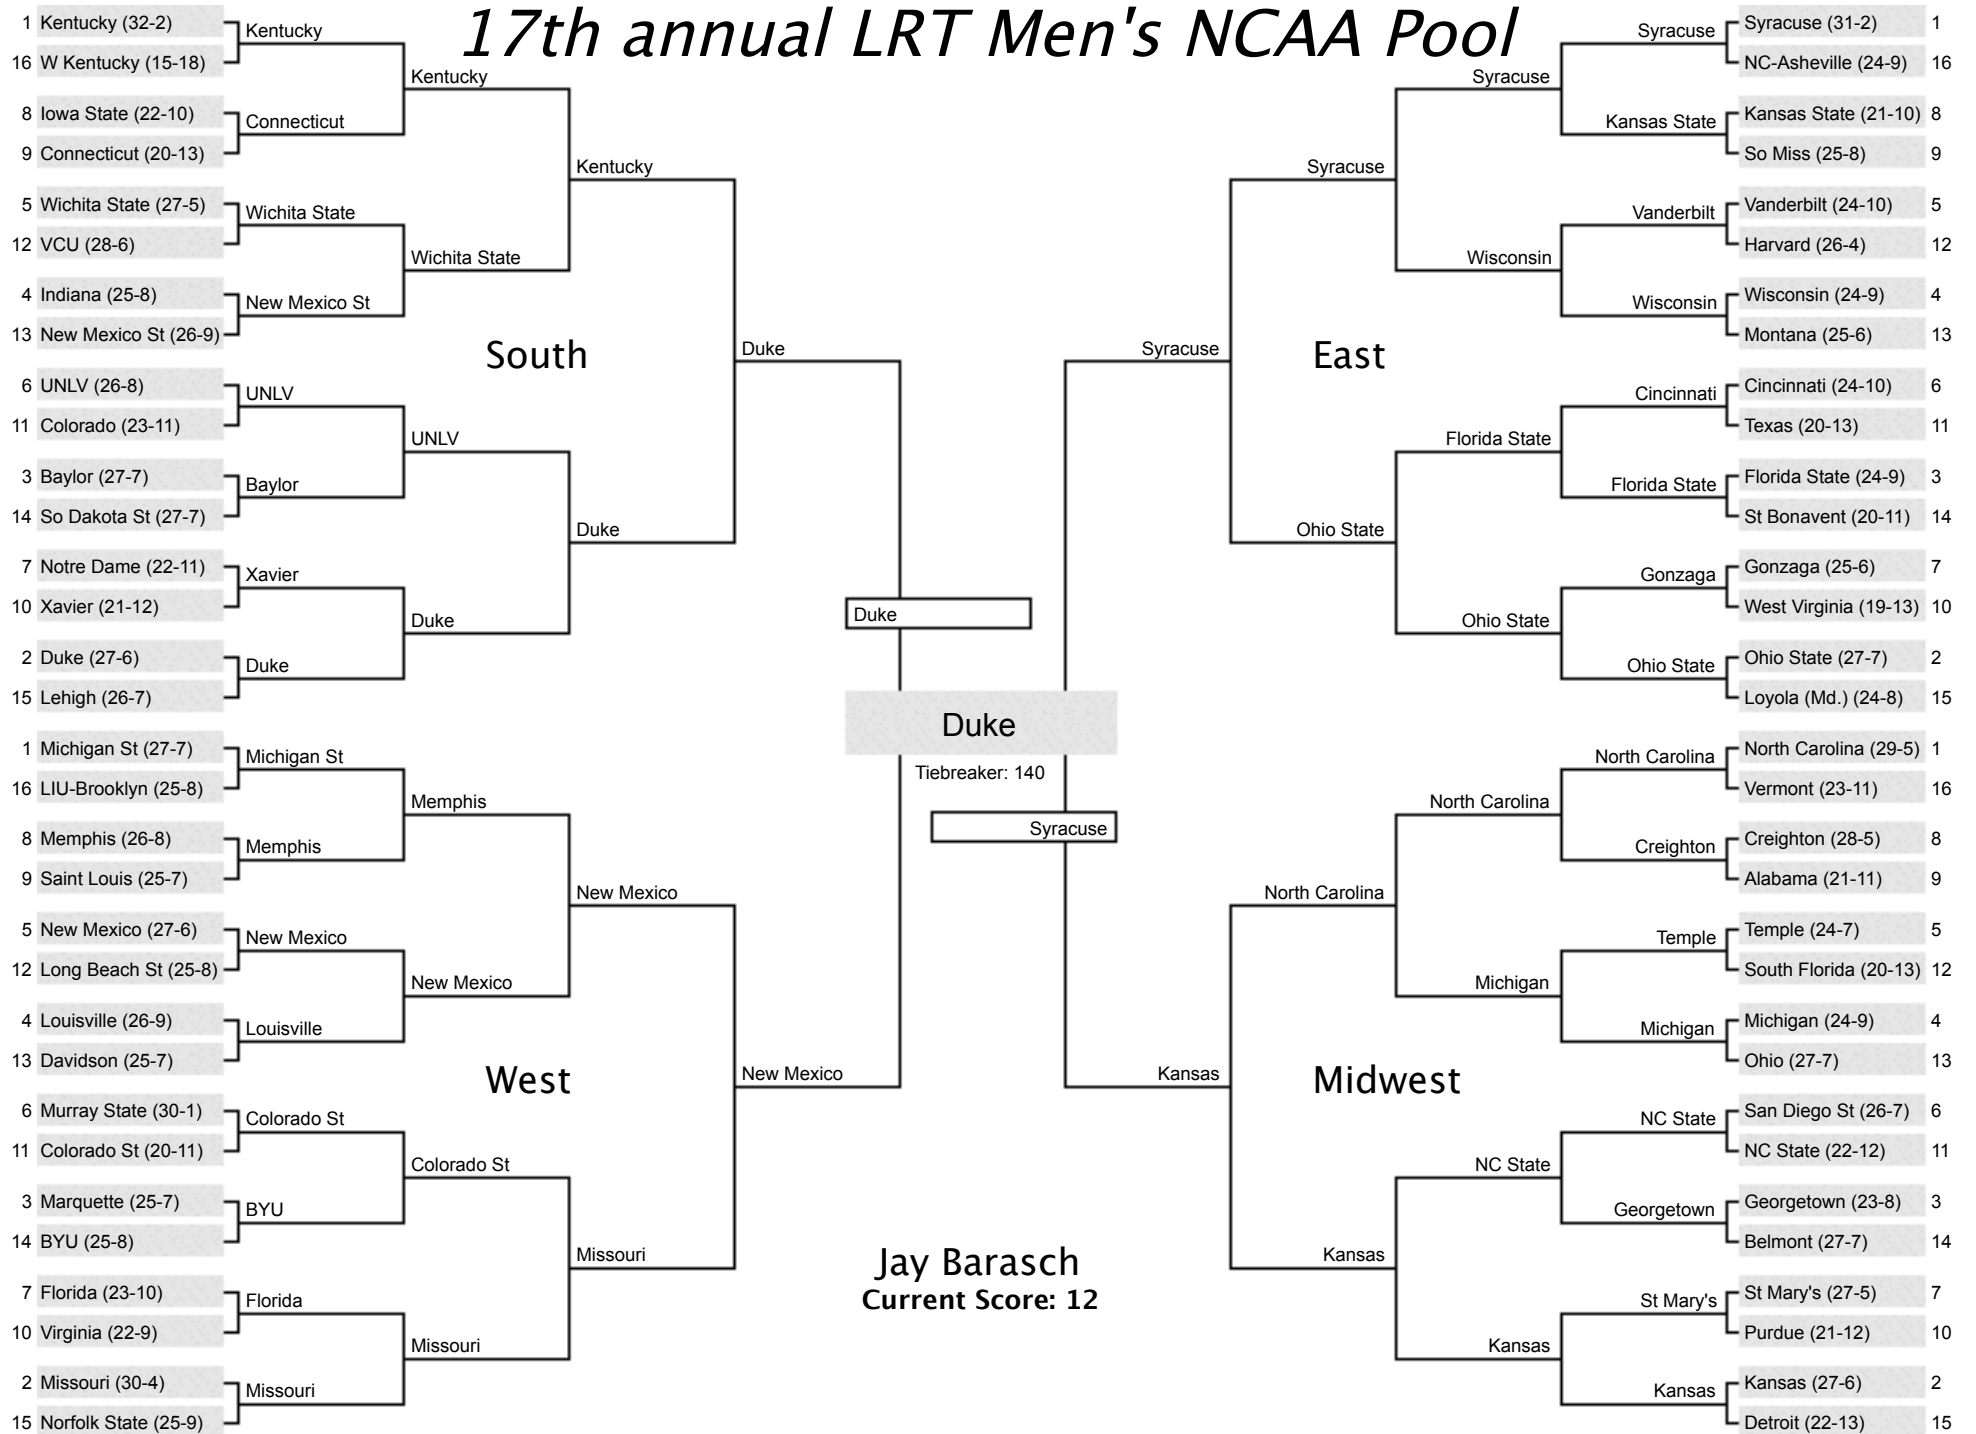 17th annual LRT Men's NCAA Pool
1 Kentucky (32-2)
16 W Kentucky (15-18)
8 Iowa State (22-10)
9 Connecticut (20-13)
5 Wichita State (27-5)
12 VCU (28-6)
4 Indiana (25-8)
13 New Mexico St (26-9)
6 UNLV (26-8)
11 Colorado (23-11)
3 Baylor (27-7)
14 So Dakota St (27-7)
7 Notre Dame (22-11)
10 Xavier (21-12)
2 Duke (27-6)
15 Lehigh (26-7)
Kentucky
Connecticut
Wichita State
New Mexico St
UNLV
Baylor
Xavier
Duke
Kentucky
Wichita State
UNLV
Duke
Kentucky
Duke
South
Duke
1 Michigan St (27-7)
16 LIU-Brooklyn (25-8)
8 Memphis (26-8)
9 Saint Louis (25-7)
5 New Mexico (27-6)
12 Long Beach St (25-8)
4 Louisville (26-9)
13 Davidson (25-7)
6 Murray State (30-1)
11 Colorado St (20-11)
3 Marquette (25-7)
14 BYU (25-8)
7 Florida (23-10)
10 Virginia (22-9)
2 Missouri (30-4)
15 Norfolk State (25-9)
Michigan St
Memphis
New Mexico
Louisville
Colorado St
BYU
Florida
Missouri
Memphis
New Mexico
Colorado St
Missouri
New Mexico
Missouri
West
New Mexico
Duke
Duke
Tiebreaker: 140
Syracuse
Jay Barasch
Current Score: 12
Syracuse (31-2) 1
NC-Asheville (24-9) 16
Kansas State (21-10) 8
So Miss (25-8) 9
Vanderbilt (24-10) 5
Harvard (26-4) 12
Wisconsin (24-9) 4
Montana (25-6) 13
Cincinnati (24-10) 6
Texas (20-13) 11
Florida State (24-9) 3
St Bonavent (20-11) 14
Gonzaga (25-6) 7
West Virginia (19-13) 10
Ohio State (27-7) 2
Loyola (Md.) (24-8) 15
Syracuse
Kansas State
Vanderbilt
Wisconsin
Cincinnati
Florida State
Gonzaga
Ohio State
Syracuse
Wisconsin
Florida State
Ohio State
Syracuse
Ohio State
East
Syracuse
North Carolina (29-5) 1
Vermont (23-11) 16
Creighton (28-5) 8
Alabama (21-11) 9
Temple (24-7) 5
South Florida (20-13) 12
Michigan (24-9) 4
Ohio (27-7) 13
San Diego St (26-7) 6
NC State (22-12) 11
Georgetown (23-8) 3
Belmont (27-7) 14
St Mary's (27-5) 7
Purdue (21-12) 10
Kansas (27-6) 2
Detroit (22-13) 15
North Carolina
Creighton
Temple
Michigan
NC State
Georgetown
St Mary's
Kansas
North Carolina
Michigan
NC State
Kansas
North Carolina
Kansas
Midwest
Kansas